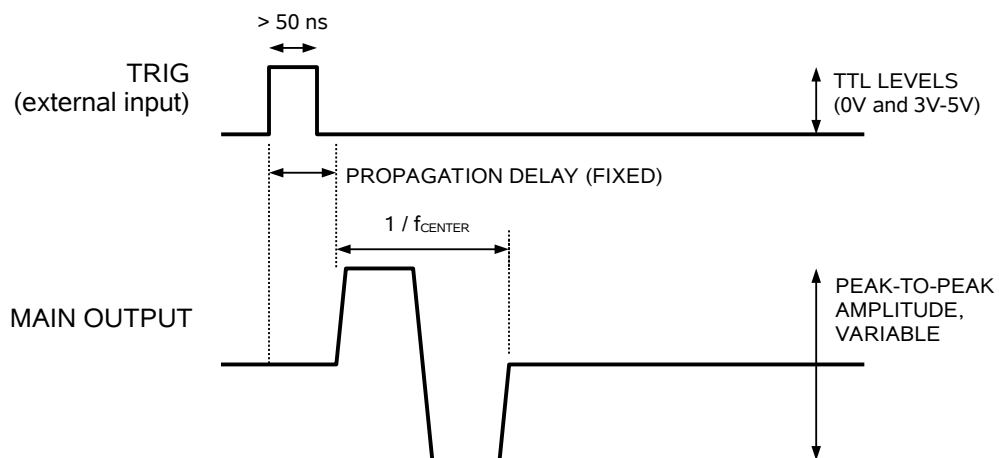 > 50 ns
TRIG
(external input)
TTL LEVELS
(0V and 3V-5V)
PROPAGATION DELAY (FIXED)
1 / fCENTER
MAIN OUTPUT
PEAK-TO-PEAK
AMPLITUDE,
VARIABLE